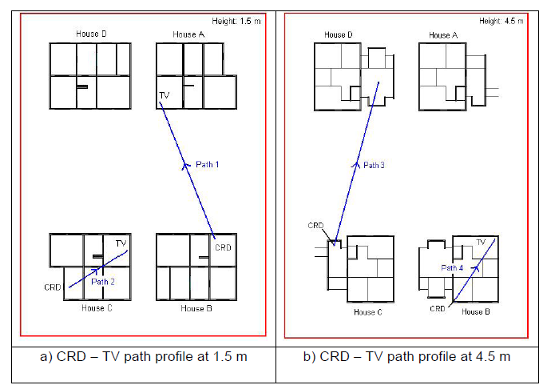 Height: 1.5 m
House D
House A
TV
Path 1
CRD
TV
Path 2
CRD
House C
House B
Height: 4.5 m
House D
House A
Path 3
CRD
TV
Path 4
CRD
House C
House B
a) CRD – TV path profile at 1.5 m
b) CRD – TV path profile at 4.5 m